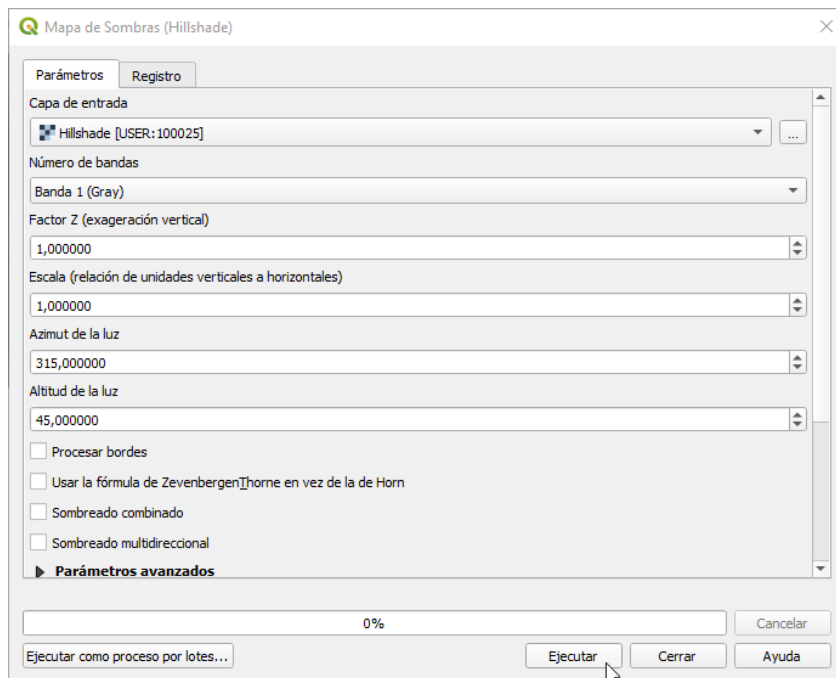 Mapa de Sombras (Hillshade)
Parámetros Registro
Capa de entrada
Hillshade [USER:100025]
...
Número de bandas
Banda 1 (Gray)
Factor Z (exageración vertical)
1,000000
Escala (relación de unidades verticales a horizontales)
1,000000
Azimut de la luz
315,000000
Altitud de la luz
45,000000
Procesar bordes
Usar la fórmula de ZevenbergenThorne en vez de la de Horn
Sombreado combinado
Sombreado multidireccional
Parámetros avanzados
0%
Cancelar
Ejecutar como proceso por lotes...
Ejecutar
Cerrar
Ayuda